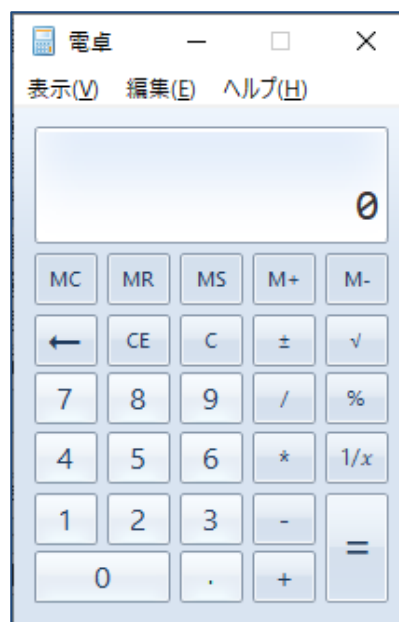 電卓
表示(V) 編集(E) ヘルプ(H)
0
MC MR MS M+ M-
← CE C ± √
7 8 9 / %
4 5 6 * 1/x
1 2 3 - =
0 . +